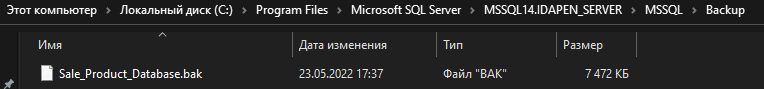 Этот компьютер > Локальный диск (C:) > Program Files > Microsoft SQL Server > MSSQL14.IDAPEN_SERVER > MSSQL > Backup
Имя Дата изменения Тип Размер
Sale_Product_Database.bak 23.05.2022 17:37 Файл "BAK" 7 472 КБ